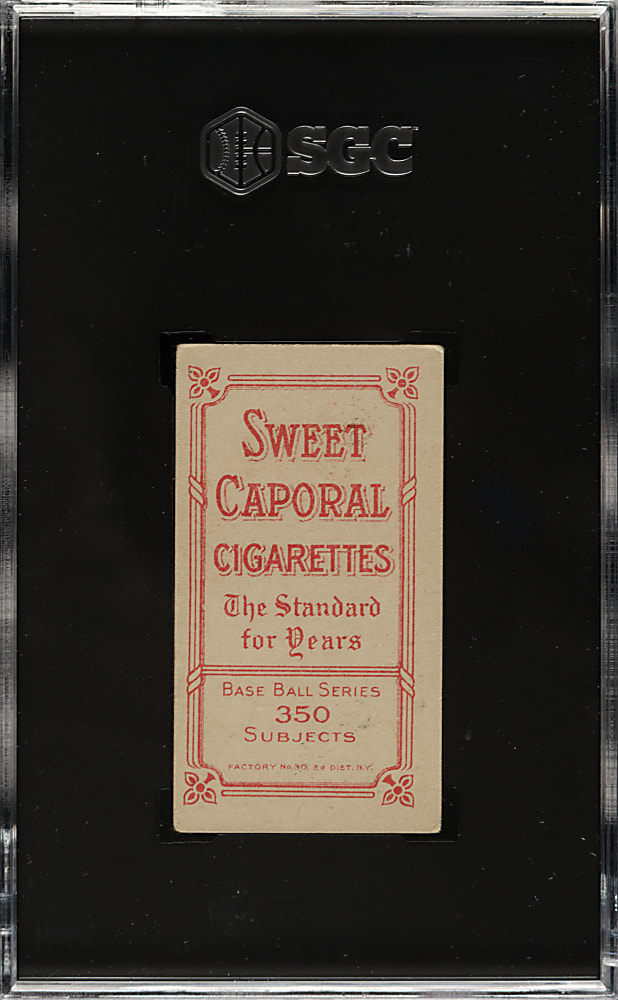 SGC
SWEET
CAPORAL
CIGARETTES
The Standard
for Years
BASE BALL SERIES
350
SUBJECTS
FACTORY No. 30, 2d DIST. N.Y.